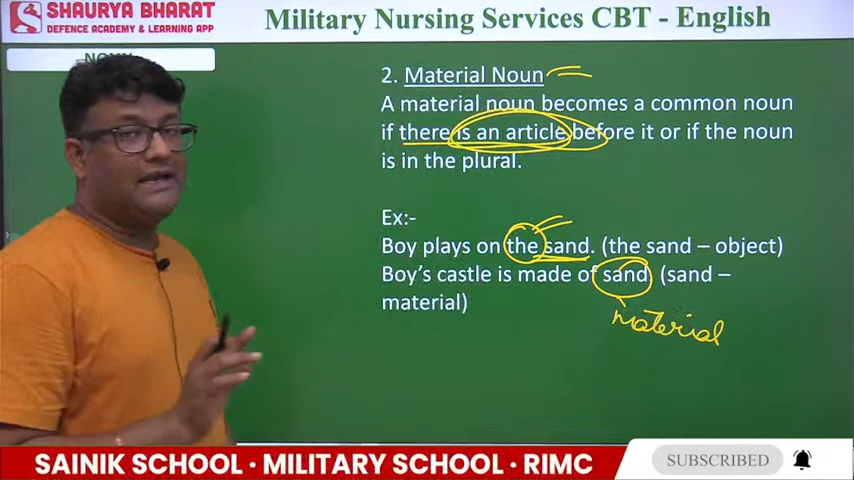 SHAURYA BHARAT
DEFENCE ACADEMY & LEARNING APP
Military Nursing Services CBT - English
NOUN
2. Material Noun
A material noun becomes a common noun
if there is an article before it or if the noun
is in the plural.
Ex:-
Boy plays on the sand. (the sand – object)
Boy's castle is made of sand (sand –
material)
material
SAINIK SCHOOL · MILITARY SCHOOL · RIMC
SUBSCRIBED